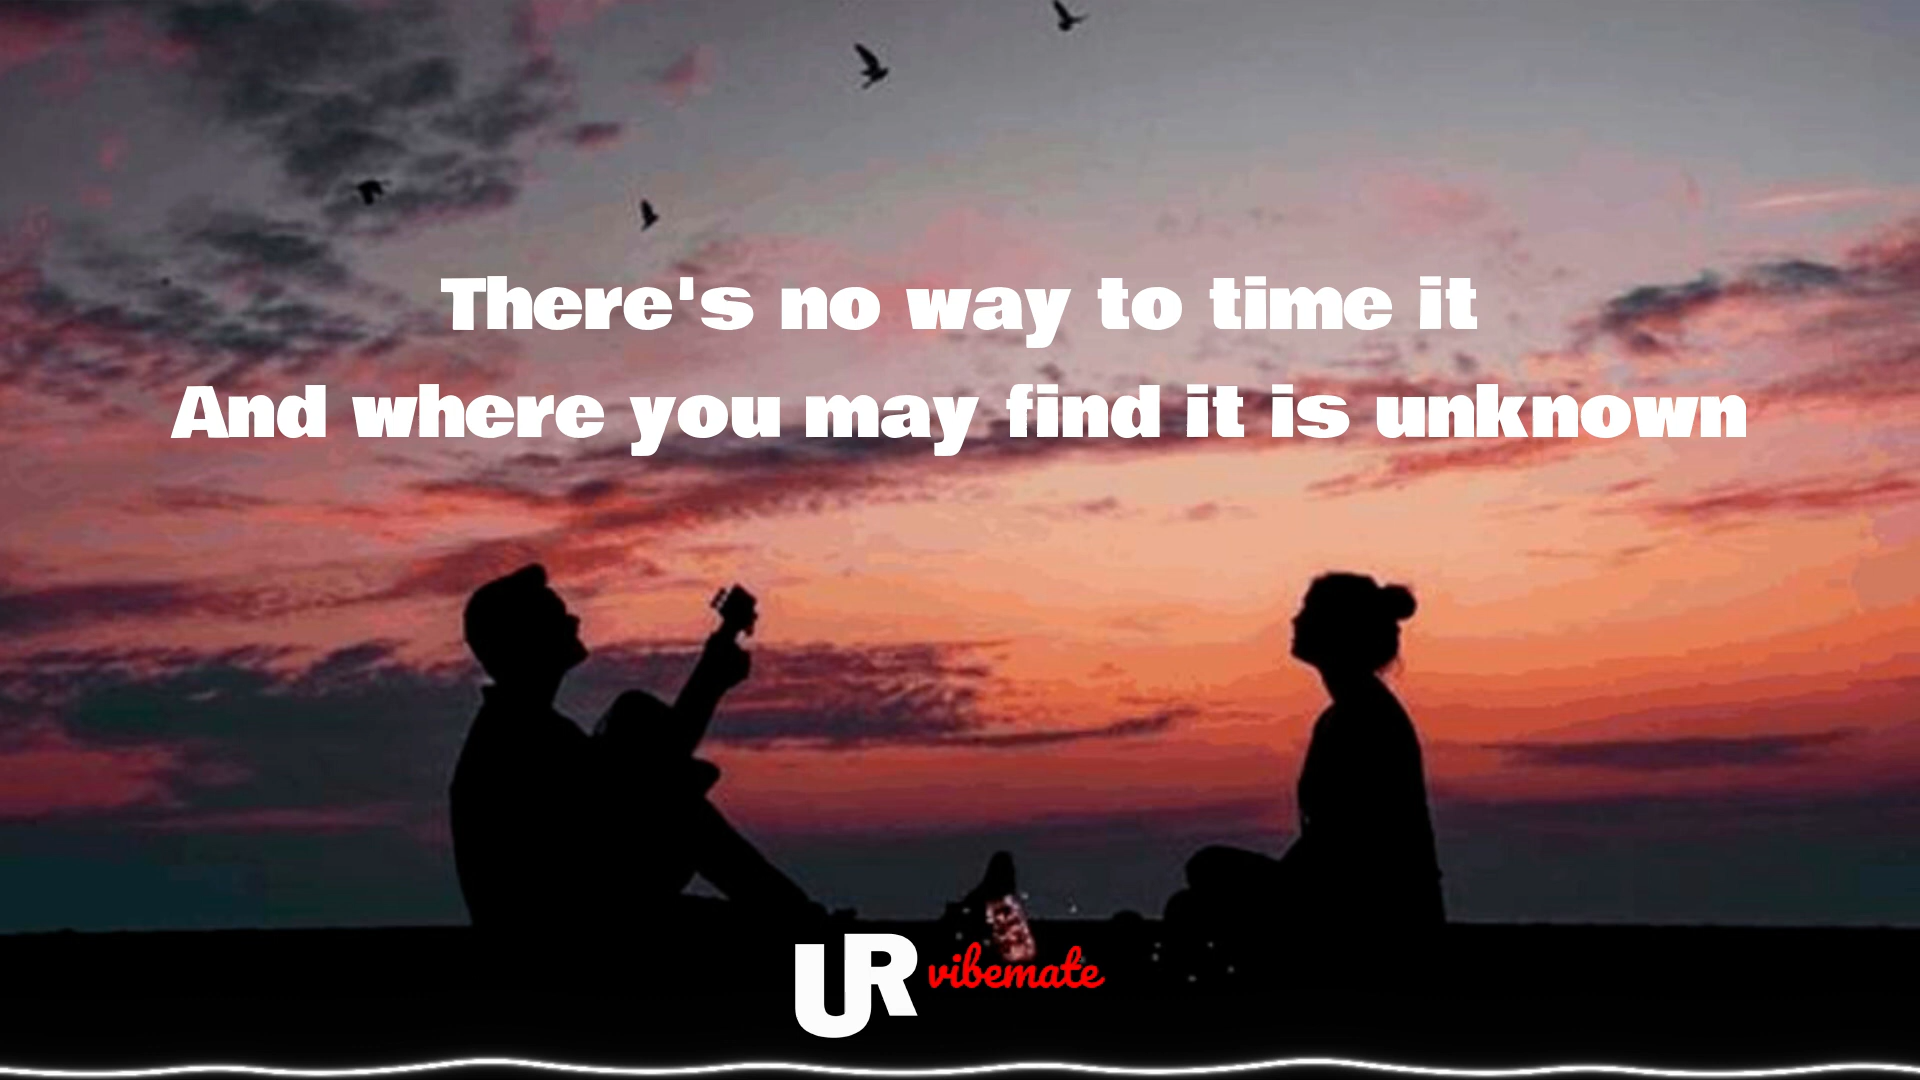 There's no way to time it
And where you may find it is unknown
UR vibemate